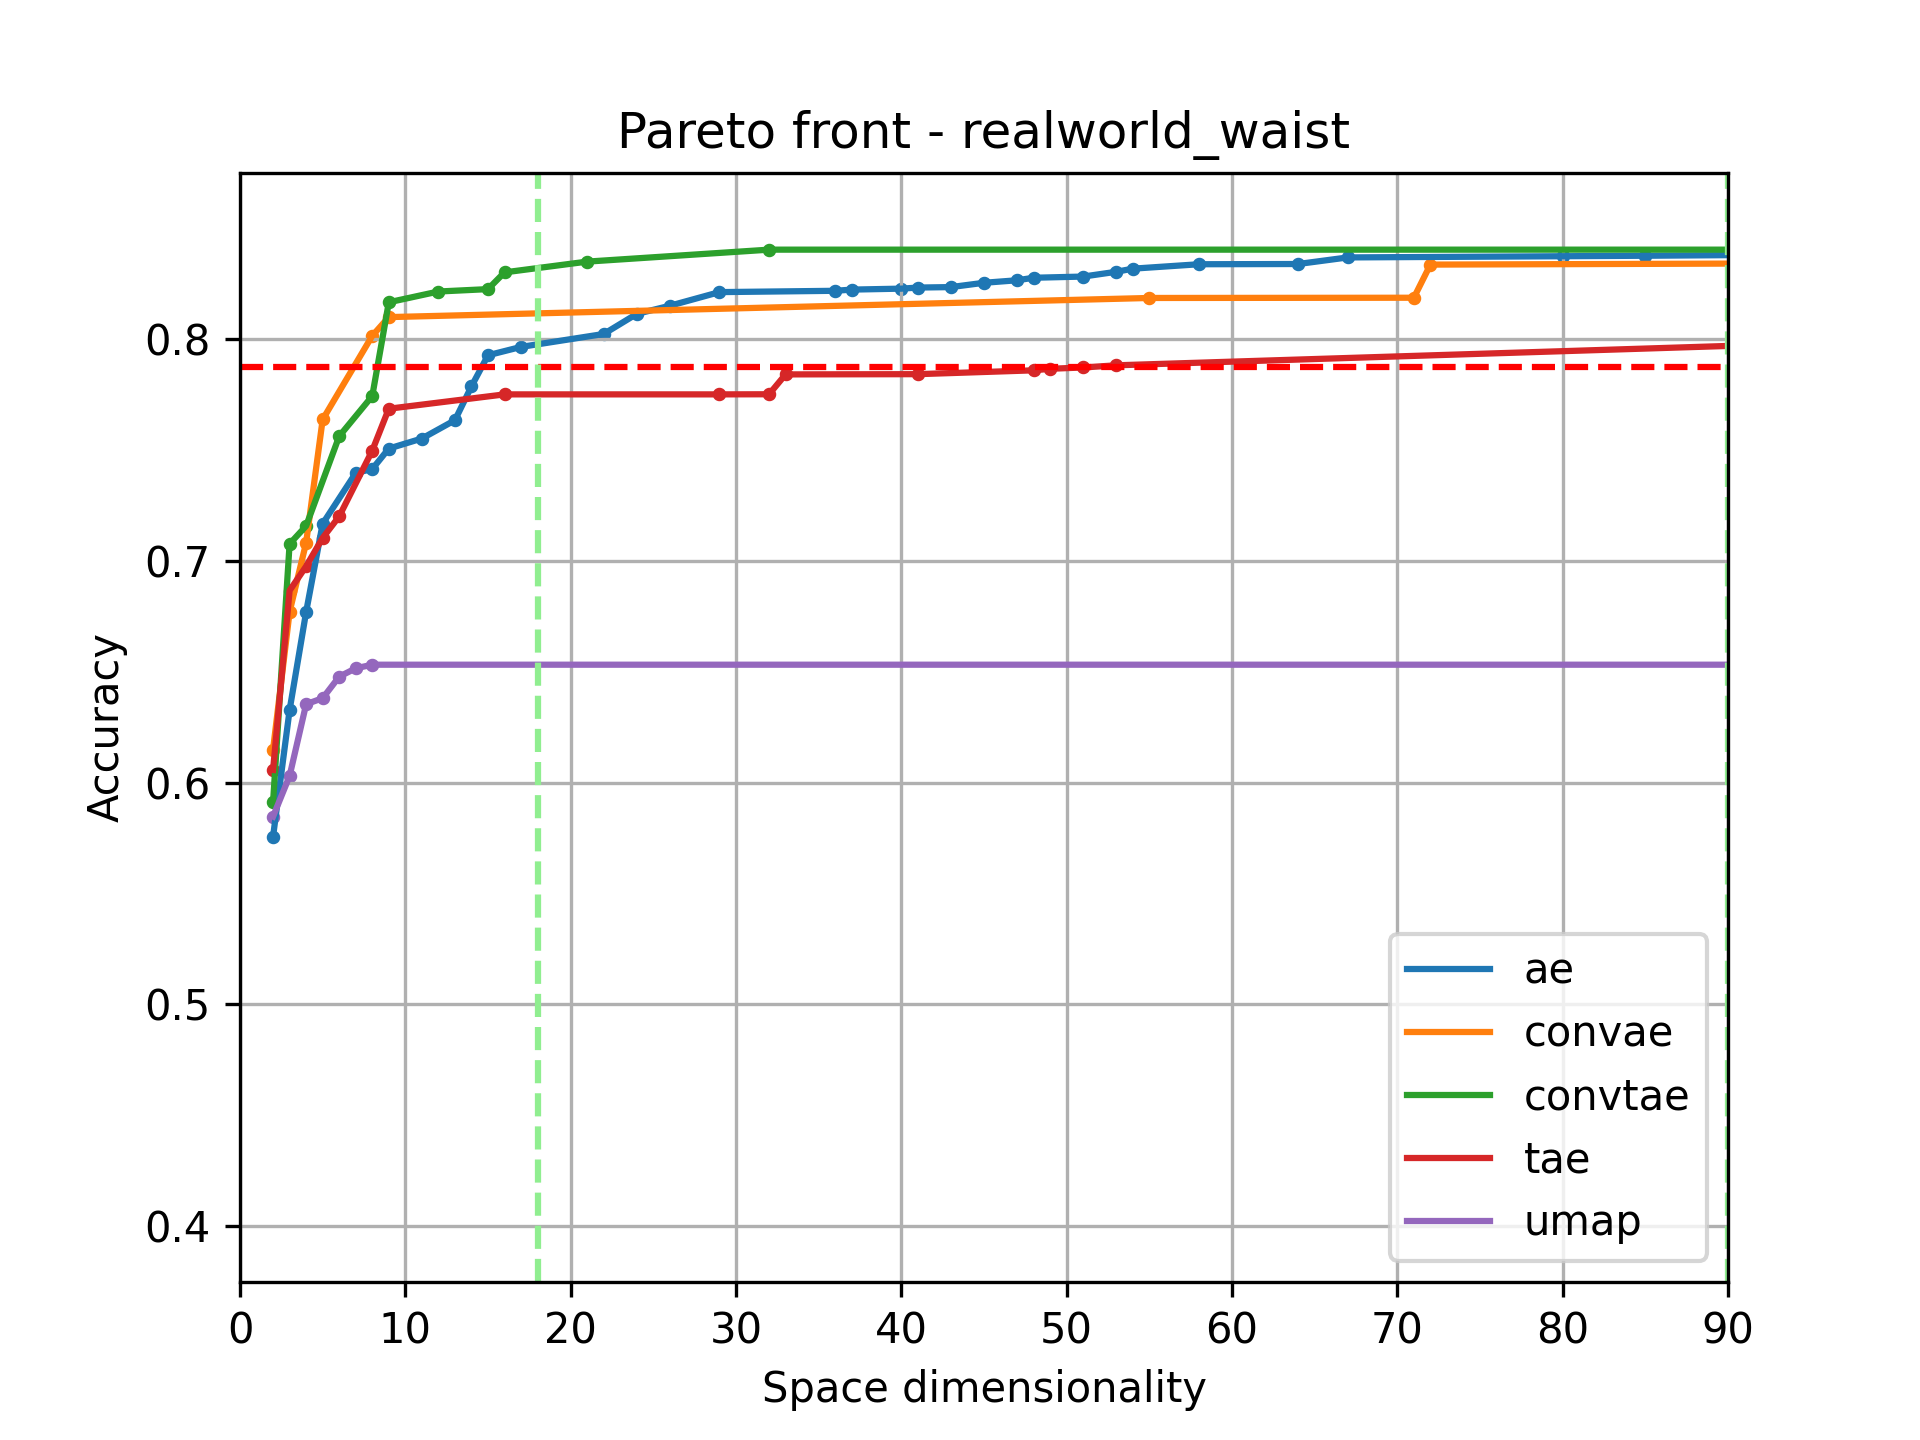 Pareto front - realworld_waist
Accuracy
0.8
0.7
0.6
0.5
0.4
0 10 20 30 40 50 60 70 80 90
Space dimensionality
ae
convae
convtae
tae
umap